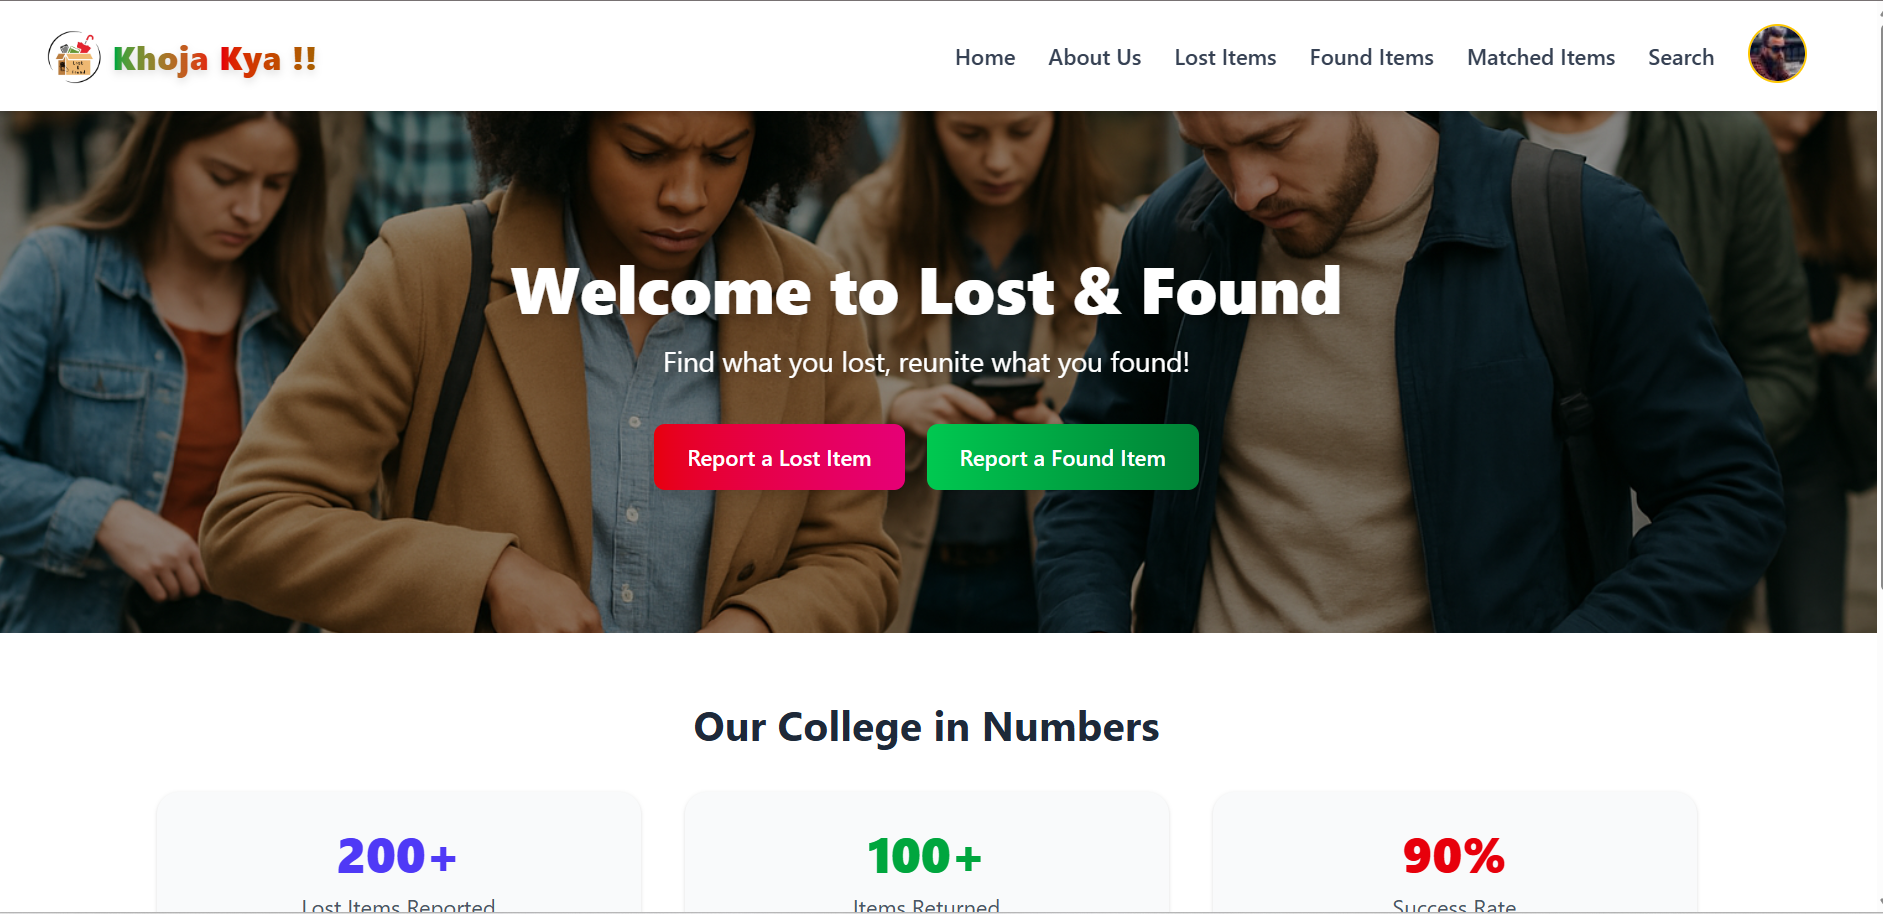 Lost
&
Found
Khoja Kya !!
Home About Us Lost Items Found Items Matched Items Search
Welcome to Lost & Found
Find what you lost, reunite what you found!
Report a Lost Item Report a Found Item
Our College in Numbers
200+ 100+ 90%
Lost Items Reported Items Returned Success Rate